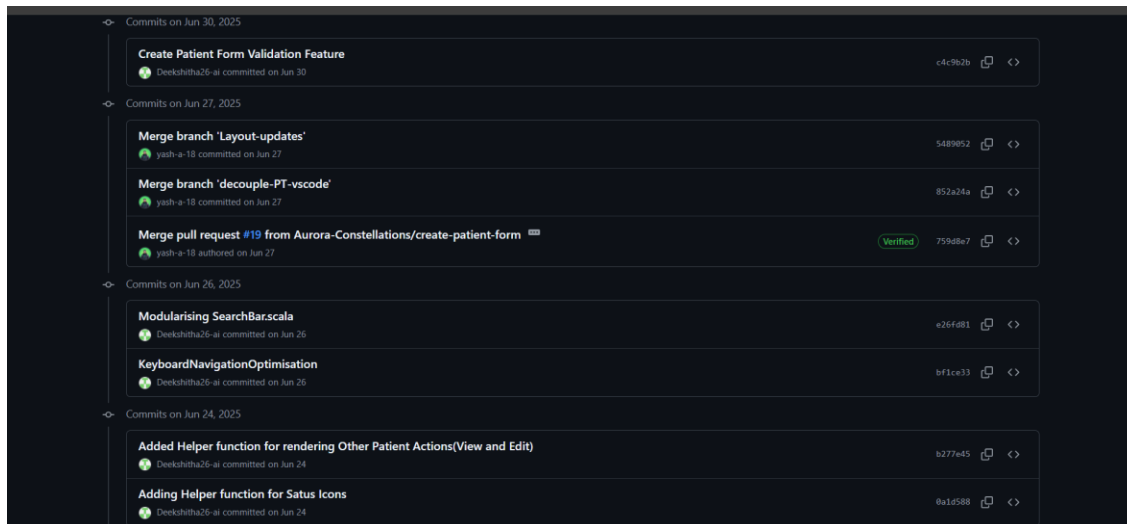 Commits on Jun 30, 2025
Create Patient Form Validation Feature
c4c9b2b
Deekshitha26-ai committed on Jun 30
Commits on Jun 27, 2025
Merge branch 'Layout-updates'
5489052
yash-a-18 committed on Jun 27
Merge branch 'decouple-PT-vscode'
852a24a
yash-a-18 committed on Jun 27
Merge pull request #19 from Aurora-Constellations/create-patient-form
Verified 759d8e7
yash-a-18 authored on Jun 27
Commits on Jun 26, 2025
Modularising SearchBar.scala
e26fd81
Deekshitha26-ai committed on Jun 26
KeyboardNavigationOptimisation
bf1ce33
Deekshitha26-ai committed on Jun 26
Commits on Jun 24, 2025
Added Helper function for rendering Other Patient Actions(View and Edit)
b277e45
Deekshitha26-ai committed on Jun 24
Adding Helper function for Satus Icons
0a1d588
Deekshitha26-ai committed on Jun 24